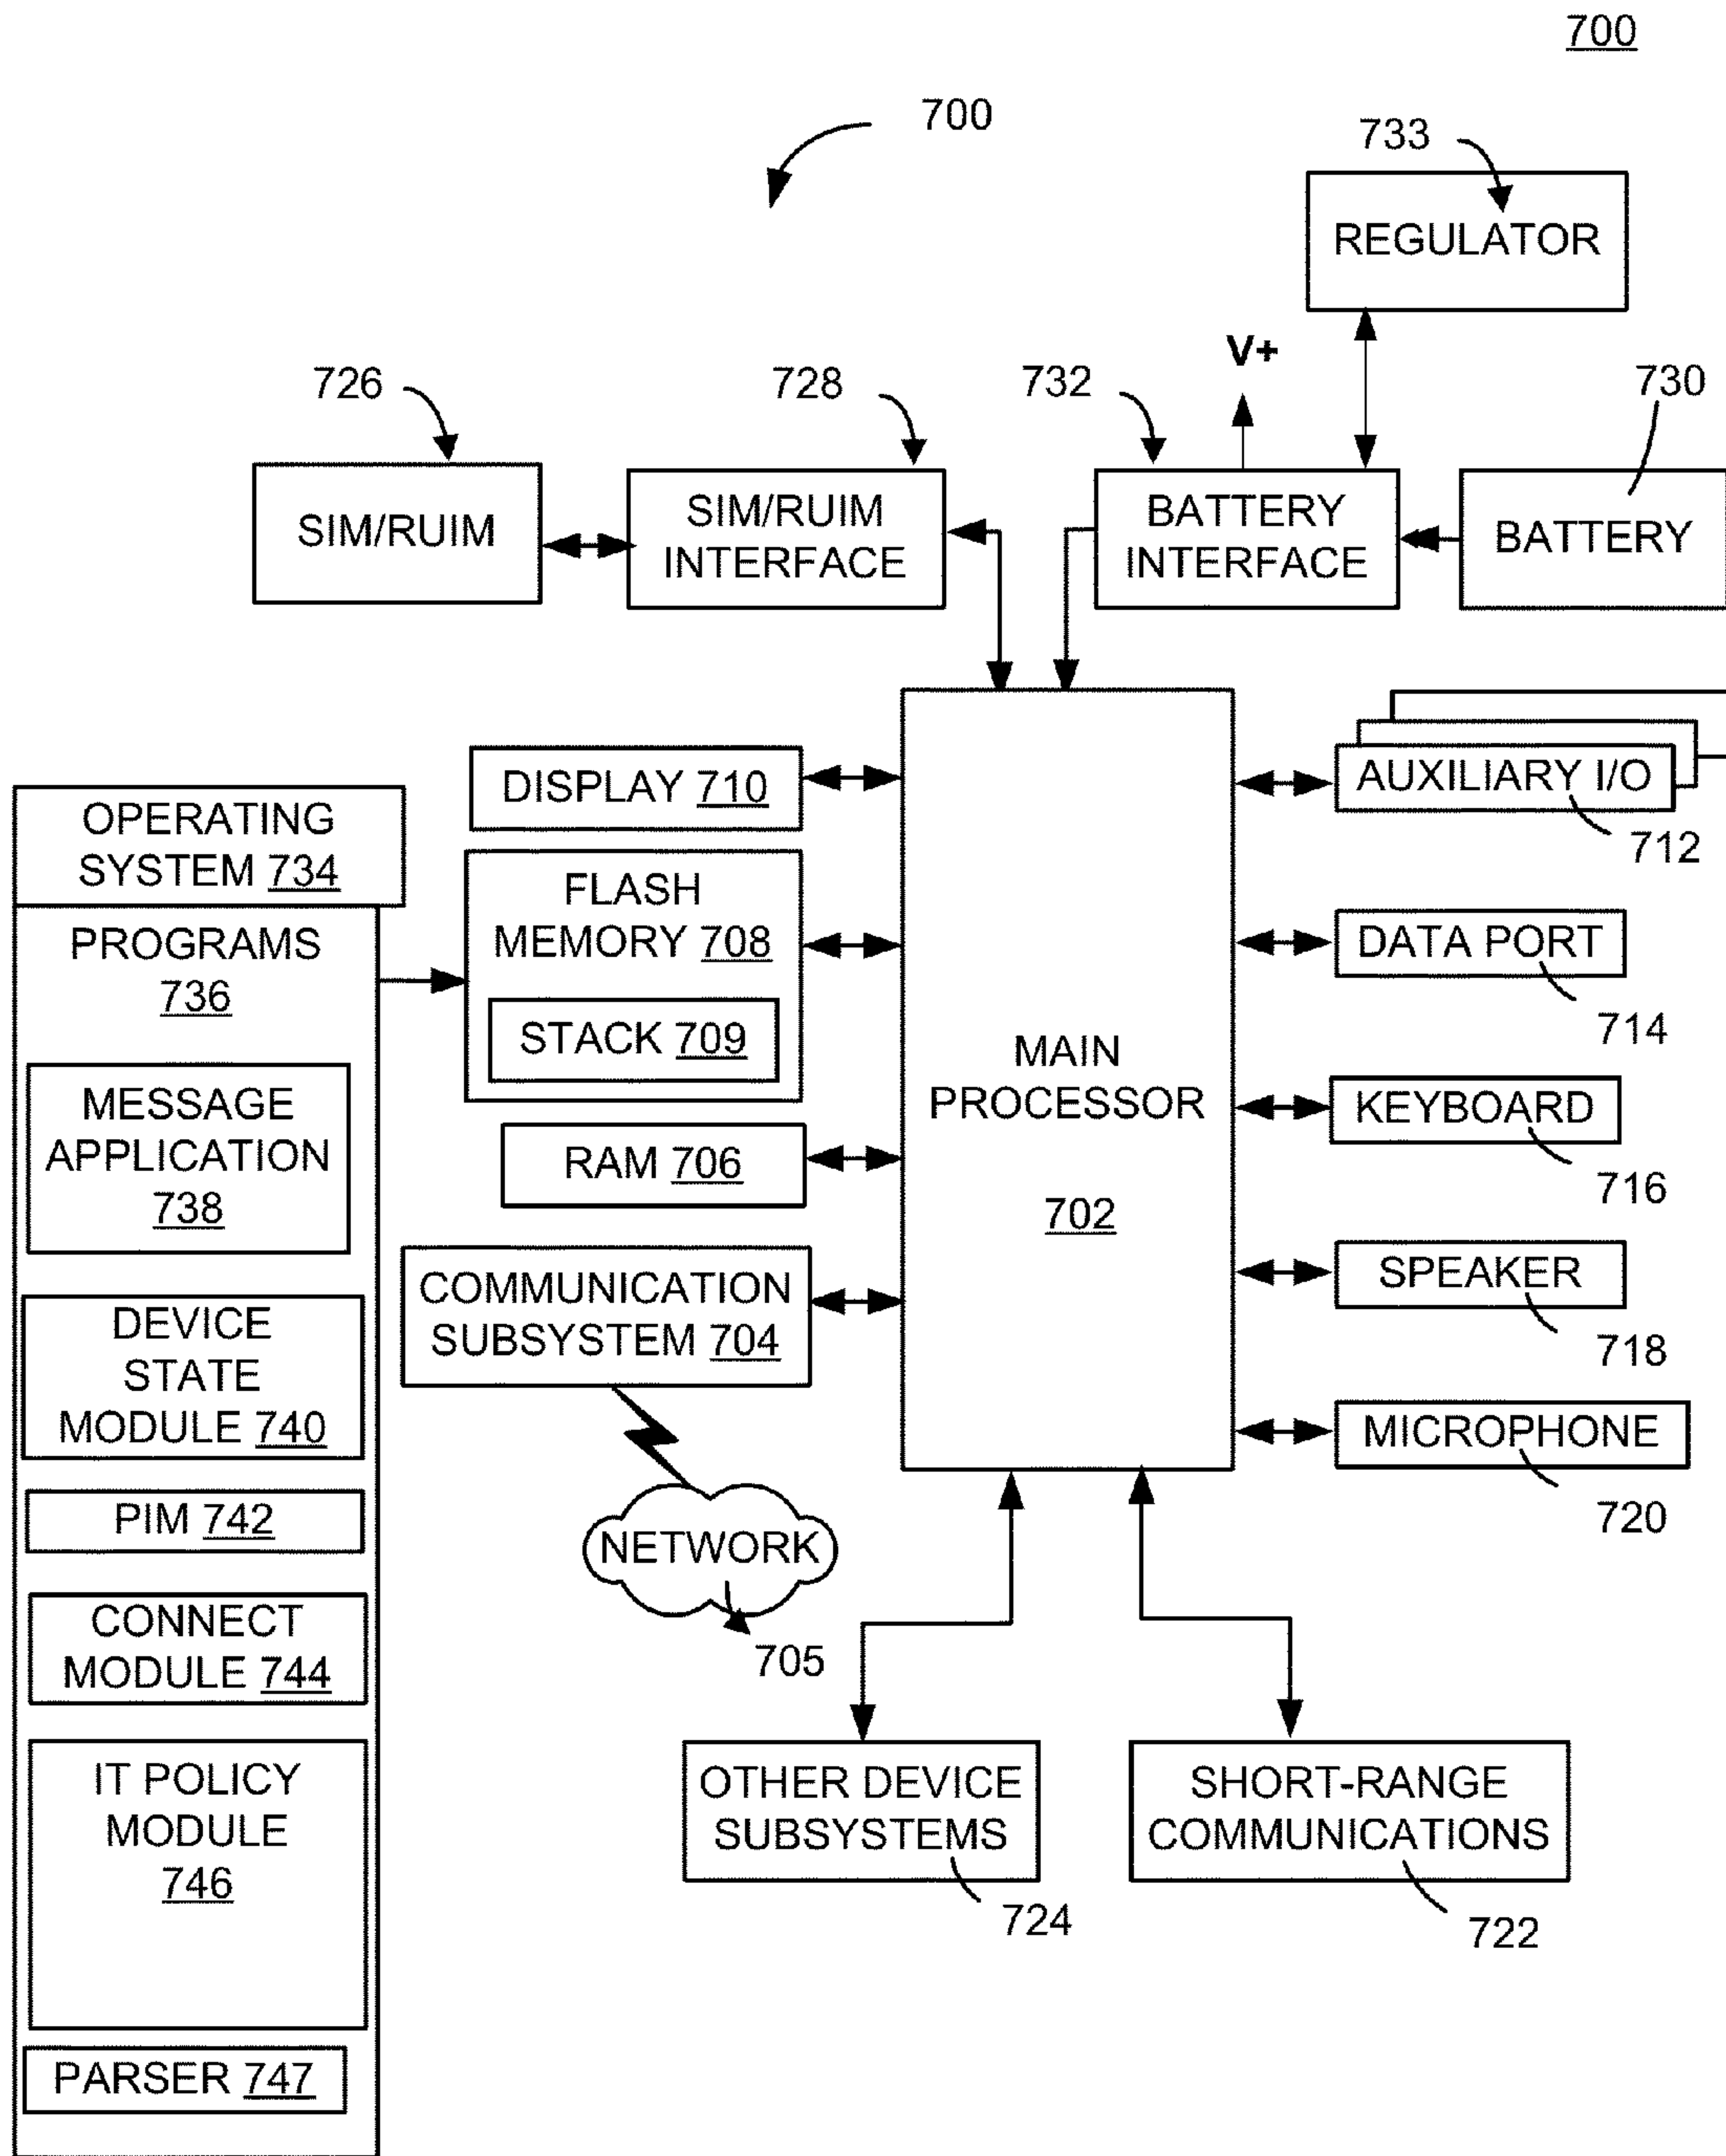 700
700
733
REGULATOR
V+
726
728
732
730
SIM/RUIM
SIM/RUIM
INTERFACE
BATTERY
INTERFACE
BATTERY
DISPLAY 710
AUXILIARY I/O
712
OPERATING
SYSTEM 734
PROGRAMS
736
FLASH
MEMORY 708
STACK 709
DATA PORT
714
MAIN
PROCESSOR
702
MESSAGE
APPLICATION
738
RAM 706
KEYBOARD
716
COMMUNICATION
SUBSYSTEM 704
SPEAKER
718
DEVICE
STATE
MODULE 740
MICROPHONE
720
PIM 742
NETWORK
705
CONNECT
MODULE 744
IT POLICY
MODULE
746
OTHER DEVICE
SUBSYSTEMS
724
SHORT-RANGE
COMMUNICATIONS
722
PARSER 747